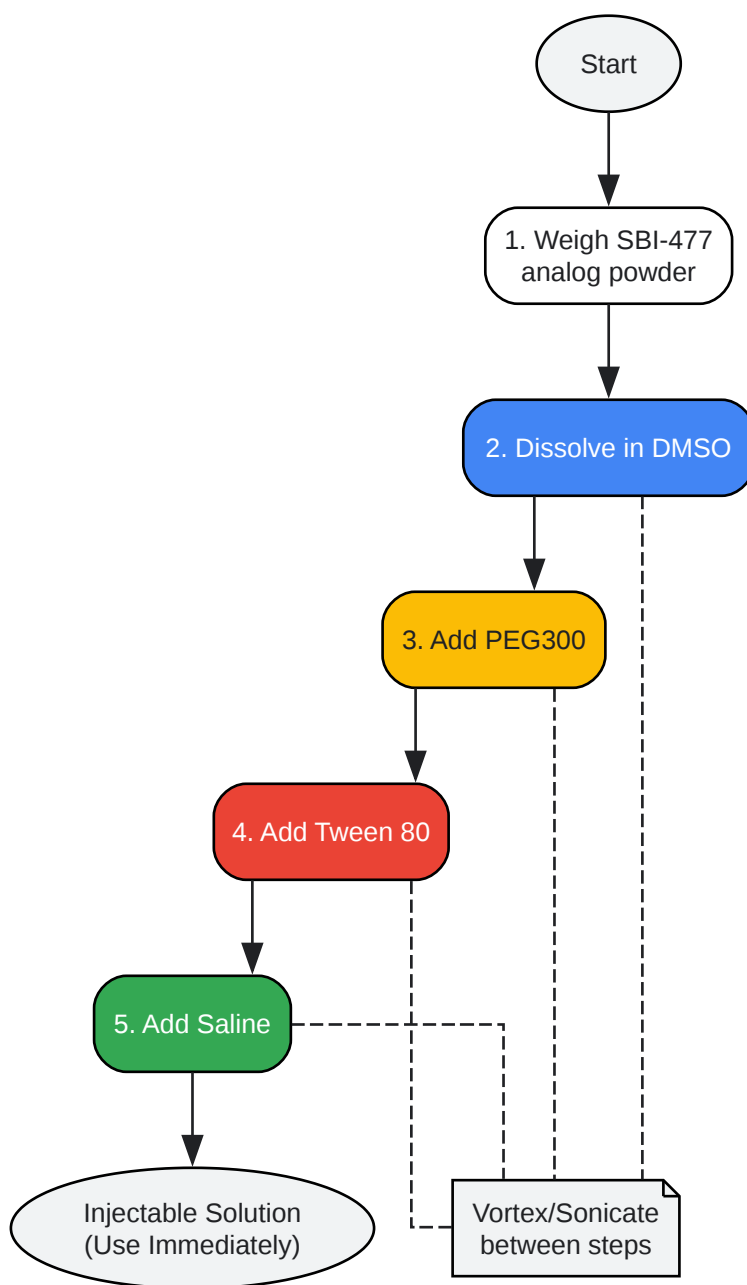 Start
1. Weigh SBI-477
analog powder
2. Dissolve in DMSO
3. Add PEG300
4. Add Tween 80
5. Add Saline
Injectable Solution
(Use Immediately)
Vortex/Sonicate
between steps